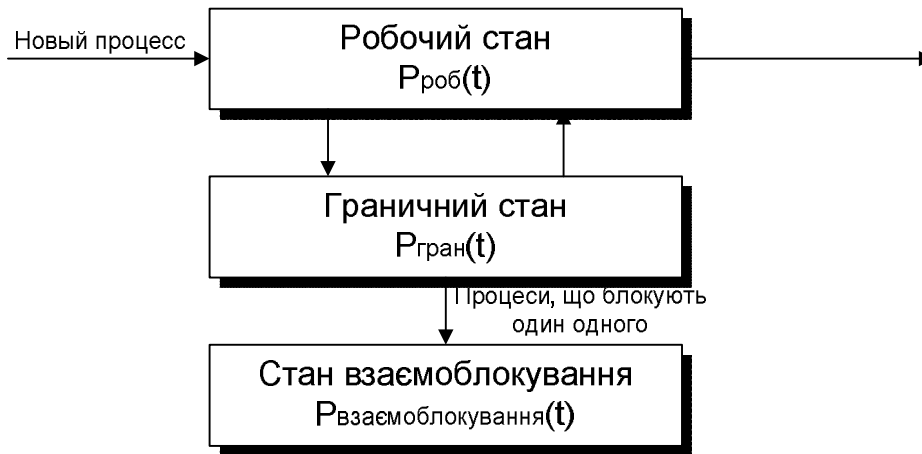 Новый процесс
Робочий стан
Pроб(t)
Граничний стан
Pгран(t)
Процеси, що блокують
один одного
Стан взаємоблокування
Pвзаємоблокування(t)